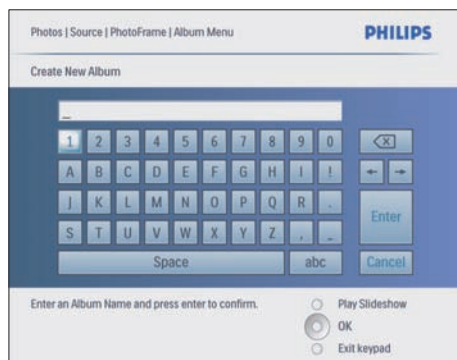 Photos | Source | PhotoFrame | Album Menu PHILIPS
Create New Album
_
1 2 3 4 5 6 7 8 9 0
A B C D E F G H I !
J K L M N O P Q R . Enter
S T U V W X Y Z , _
Space abc Cancel
Enter an Album Name and press enter to confirm. Play Slideshow
OK
Exit keypad